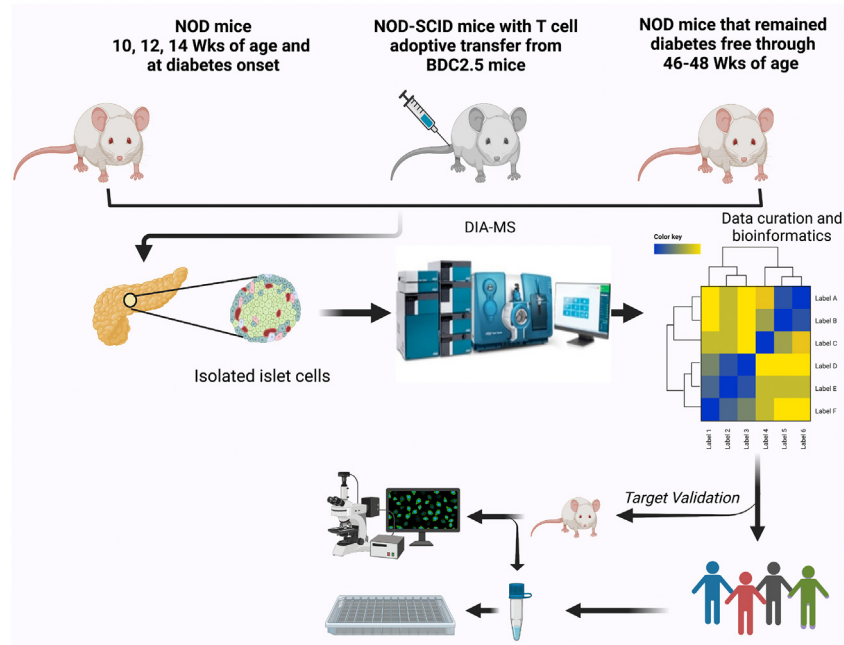 NOD mice
10, 12, 14 Wks of age and
at diabetes onset
NOD-SCID mice with T cell
adoptive transfer from
BDC2.5 mice
NOD mice that remained
diabetes free through
46-48 Wks of age
DIA-MS
Data curation and
bioinformatics
Color key
Label A
Label B
Label C
Label D
Label E
Label F
Label 1
Label 2
Label 3
Label 4
Label 5
Label 6
Isolated islet cells
Target Validation